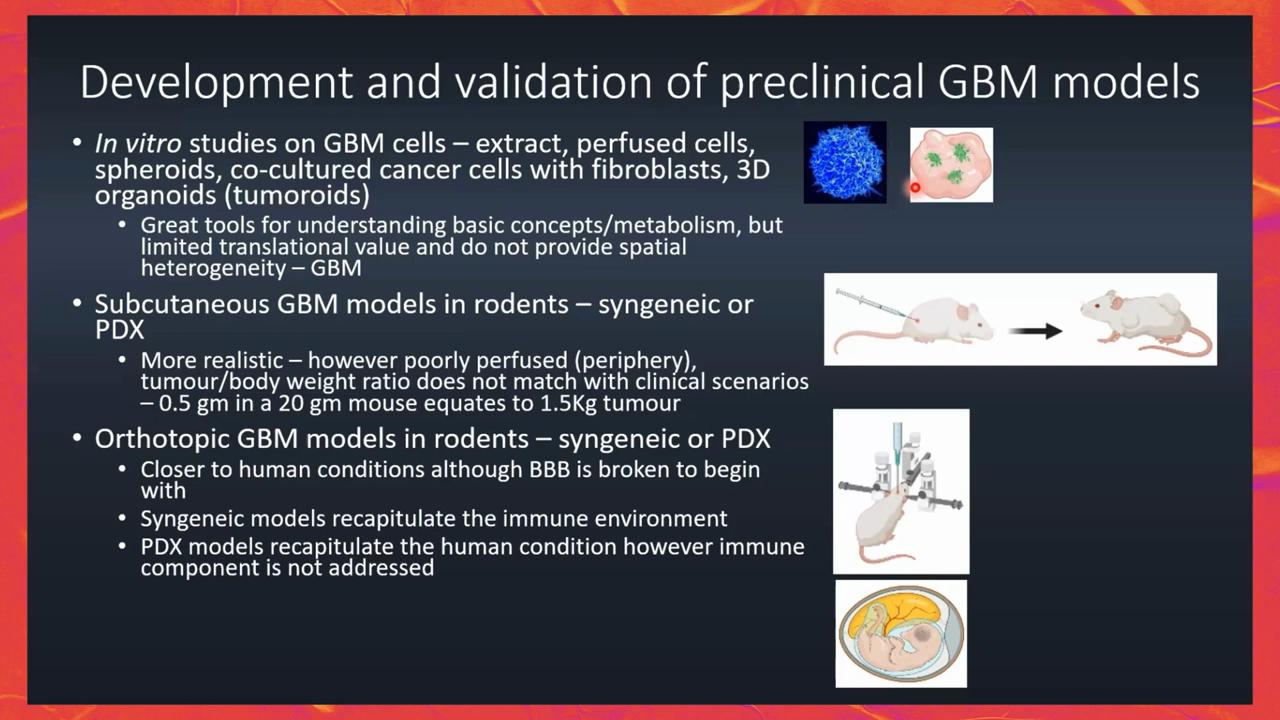 Development and validation of preclinical GBM models
• In vitro studies on GBM cells – extract, perfused cells,
spheroids, co-cultured cancer cells with fibroblasts, 3D
organoids (tumoroids)
• Great tools for understanding basic concepts/metabolism, but
limited translational value and do not provide spatial
heterogeneity – GBM
• Subcutaneous GBM models in rodents – syngeneic or
PDX
• More realistic – however poorly perfused (periphery),
tumour/body weight ratio does not match with clinical scenarios
– 0.5 gm in a 20 gm mouse equates to 1.5Kg tumour
• Orthotopic GBM models in rodents – syngeneic or PDX
• Closer to human conditions although BBB is broken to begin
with
• Syngeneic models recapitulate the immune environment
• PDX models recapitulate the human condition however immune
component is not addressed